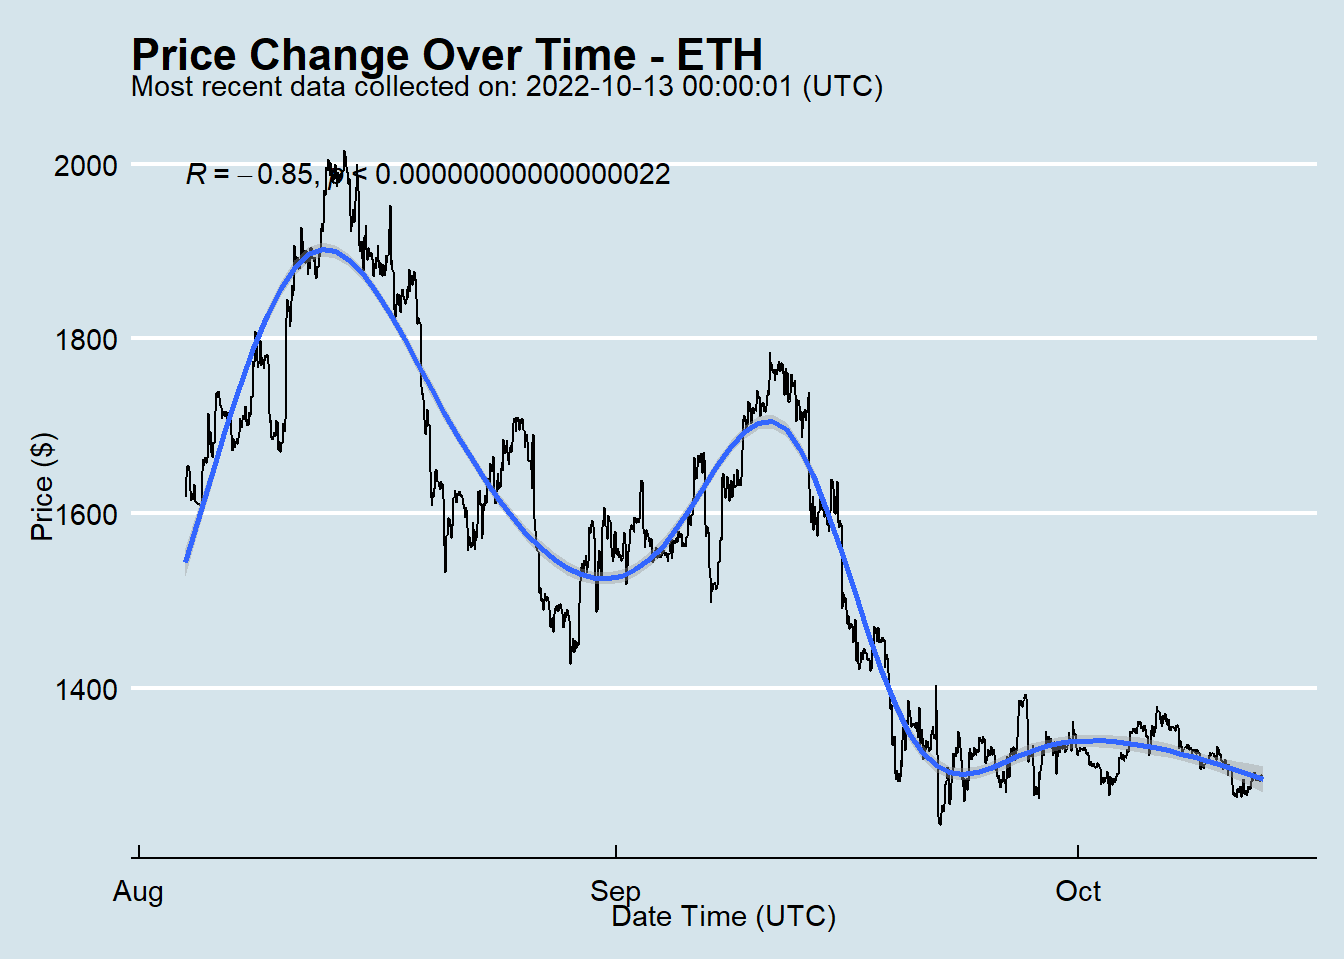 Price Change Over Time - ETH
Most recent data collected on: 2022-10-13 00:00:01 (UTC)
R = −0.85, p < 0.00000000000000022
2000
1800
1600
1400
Price ($)
Aug
Sep
Oct
Date Time (UTC)